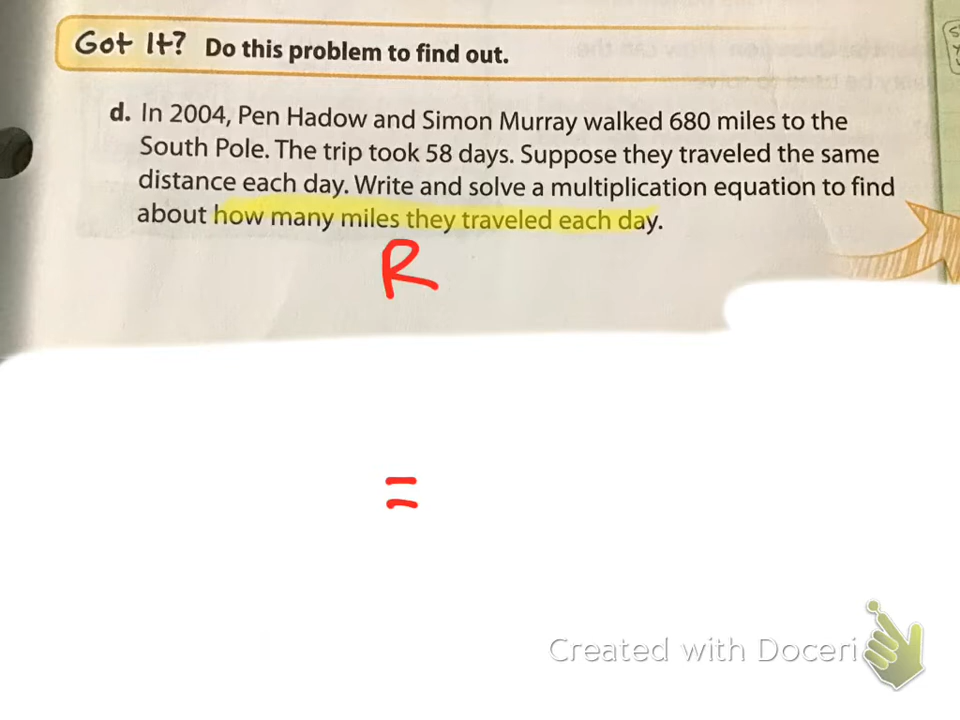 Got It? Do this problem to find out.
d. In 2004, Pen Hadow and Simon Murray walked 680 miles to the
South Pole. The trip took 58 days. Suppose they traveled the same
distance each day. Write and solve a multiplication equation to find
about how many miles they traveled each day.
R
=
Created with Doceri